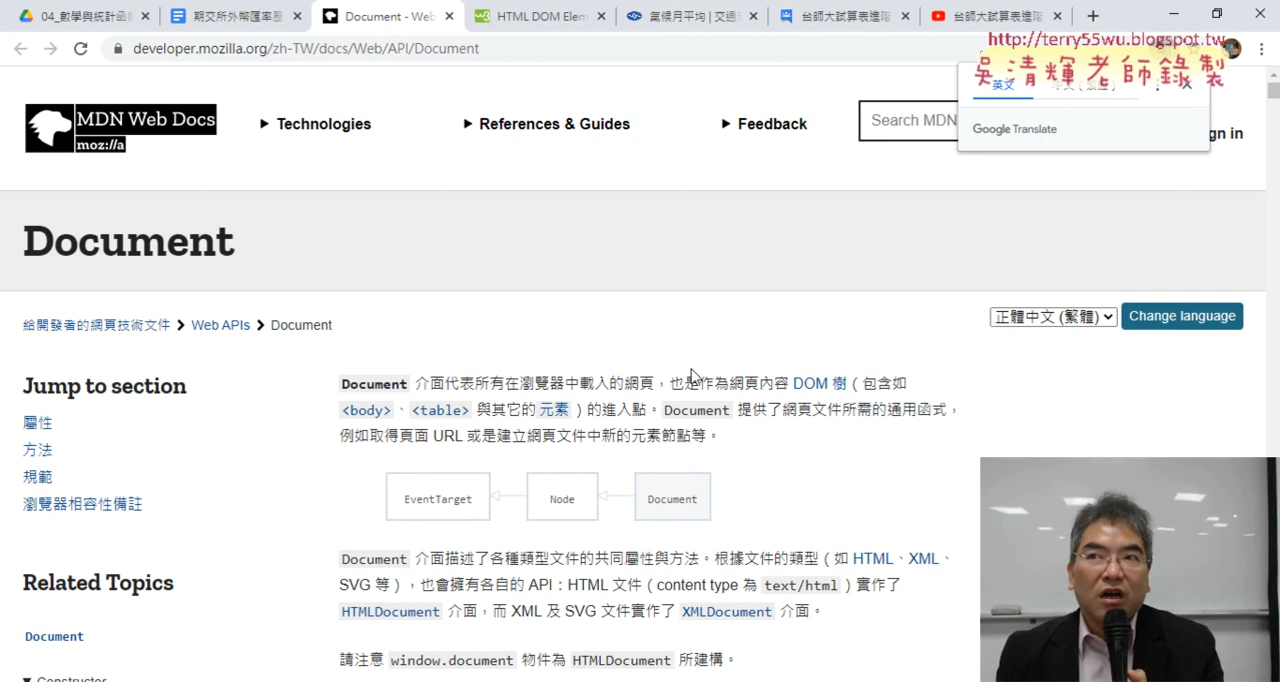 04_數學與統計函
期交所外幣匯率歷
Document - Web
HTML DOM Elem
氣候月平均 | 交通
台師大試算表進階
台師大試算表進階
developer.mozilla.org/zh-TW/docs/Web/API/Document
http://terry55wu.blogspot.tw
吳清輝老師錄製
英文
Google Translate
MDN Web Docs
moz://a
Technologies
References & Guides
Feedback
Search MDN
gn in
Document
給開發者的網頁技術文件
Web APIs
Document
正體中文 (繁體)
Change language
Jump to section
屬性
方法
規範
瀏覽器相容性備註
Related Topics
Document
Constructor
Document 介面代表所有在瀏覽器中載入的網頁，也是作為網頁內容 DOM 樹（包含如
<body>、<table> 與其它的元素）的進入點。Document 提供了網頁文件所需的通用函式，
例如取得頁面 URL 或是建立網頁文件中新的元素節點等。
EventTarget
Node
Document
Document 介面描述了各種類型文件的共同屬性與方法。根據文件的類型（如 HTML、XML、
SVG 等），也會擁有各自的 API：HTML 文件（content type 為 text/html）實作了
HTMLDocument 介面，而 XML 及 SVG 文件實作了 XMLDocument 介面。
請注意 window.document 物件為 HTMLDocument 所建構。